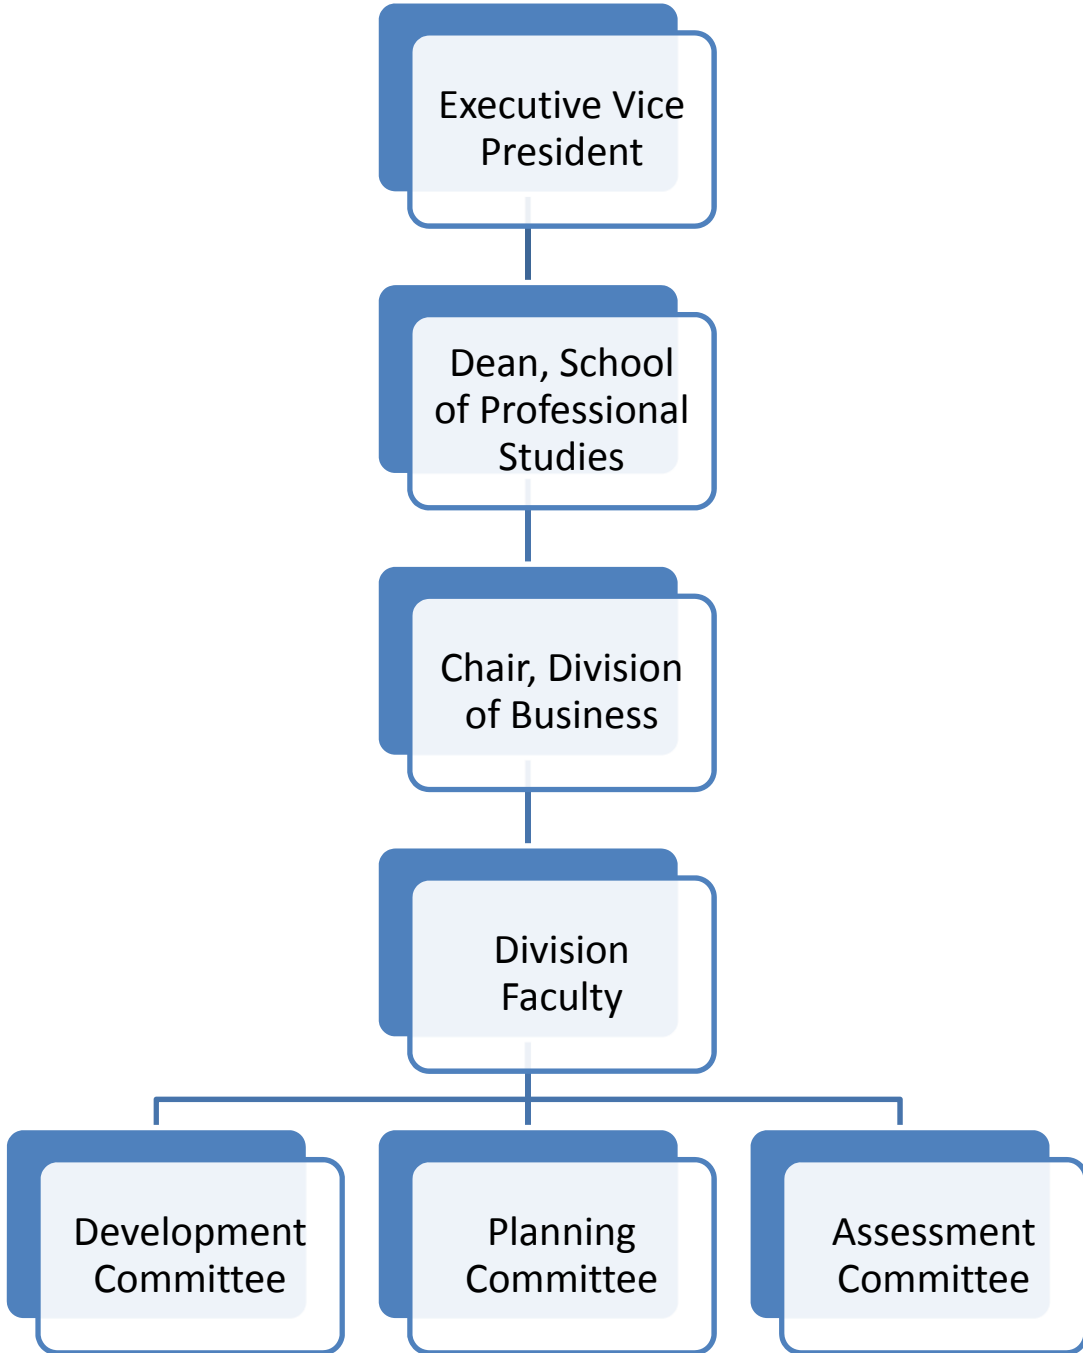 Executive Vice
President
Dean, School
of Professional
Studies
Chair, Division
of Business
Division
Faculty
Development
Committee
Planning
Committee
Assessment
Committee